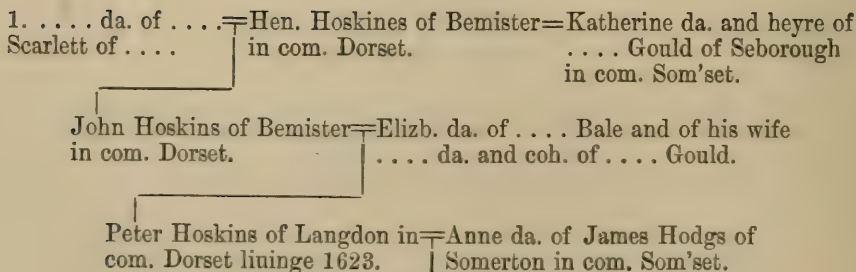 1. . . . . da. of . . . . = Hen. Hoskines of Bemister = Katherine da. and heyre of
Scarlett of . . . . in com. Dorset. . . . . Gould of Seborough
in com. Som'set.
John Hoskins of Bemister = Elizb. da. of . . . . Bale and of his wife
in com. Dorset. . . . . da. and coh. of . . . . Gould.
Peter Hoskins of Langdon in = Anne da. of James Hodgs of
com. Dorset liuinge 1623. Somerton in com. Som'set.